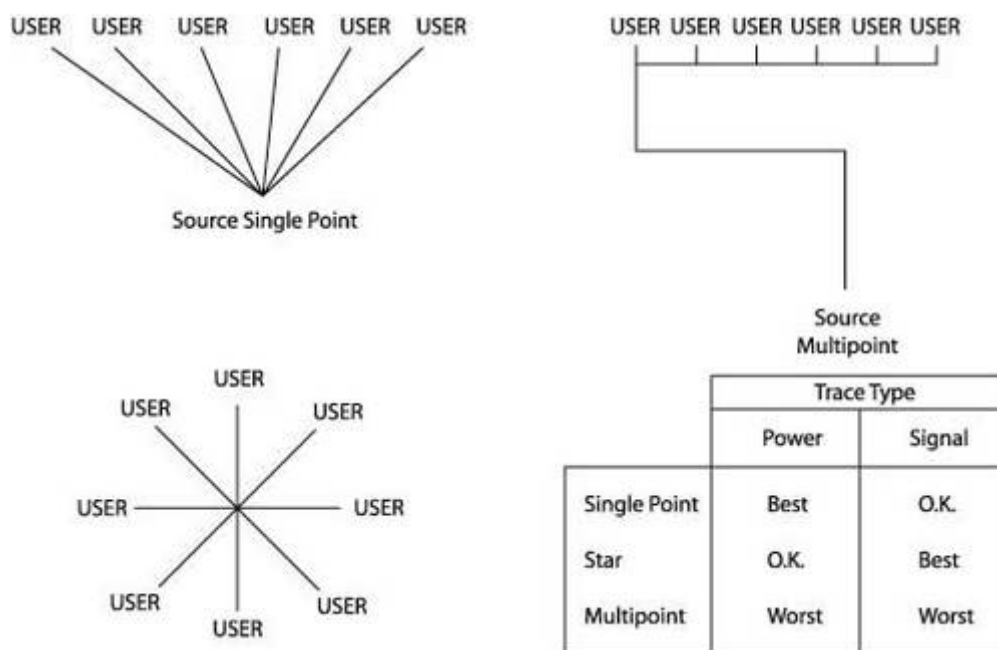 USER USER USER USER USER USER
Source Single Point
USER USER USER USER USER USER
Source
Multipoint
USER
USER USER
USER USER
USER USER
USER
Trace Type
Power Signal
Single Point Best O.K.
Star O.K. Best
Multipoint Worst Worst